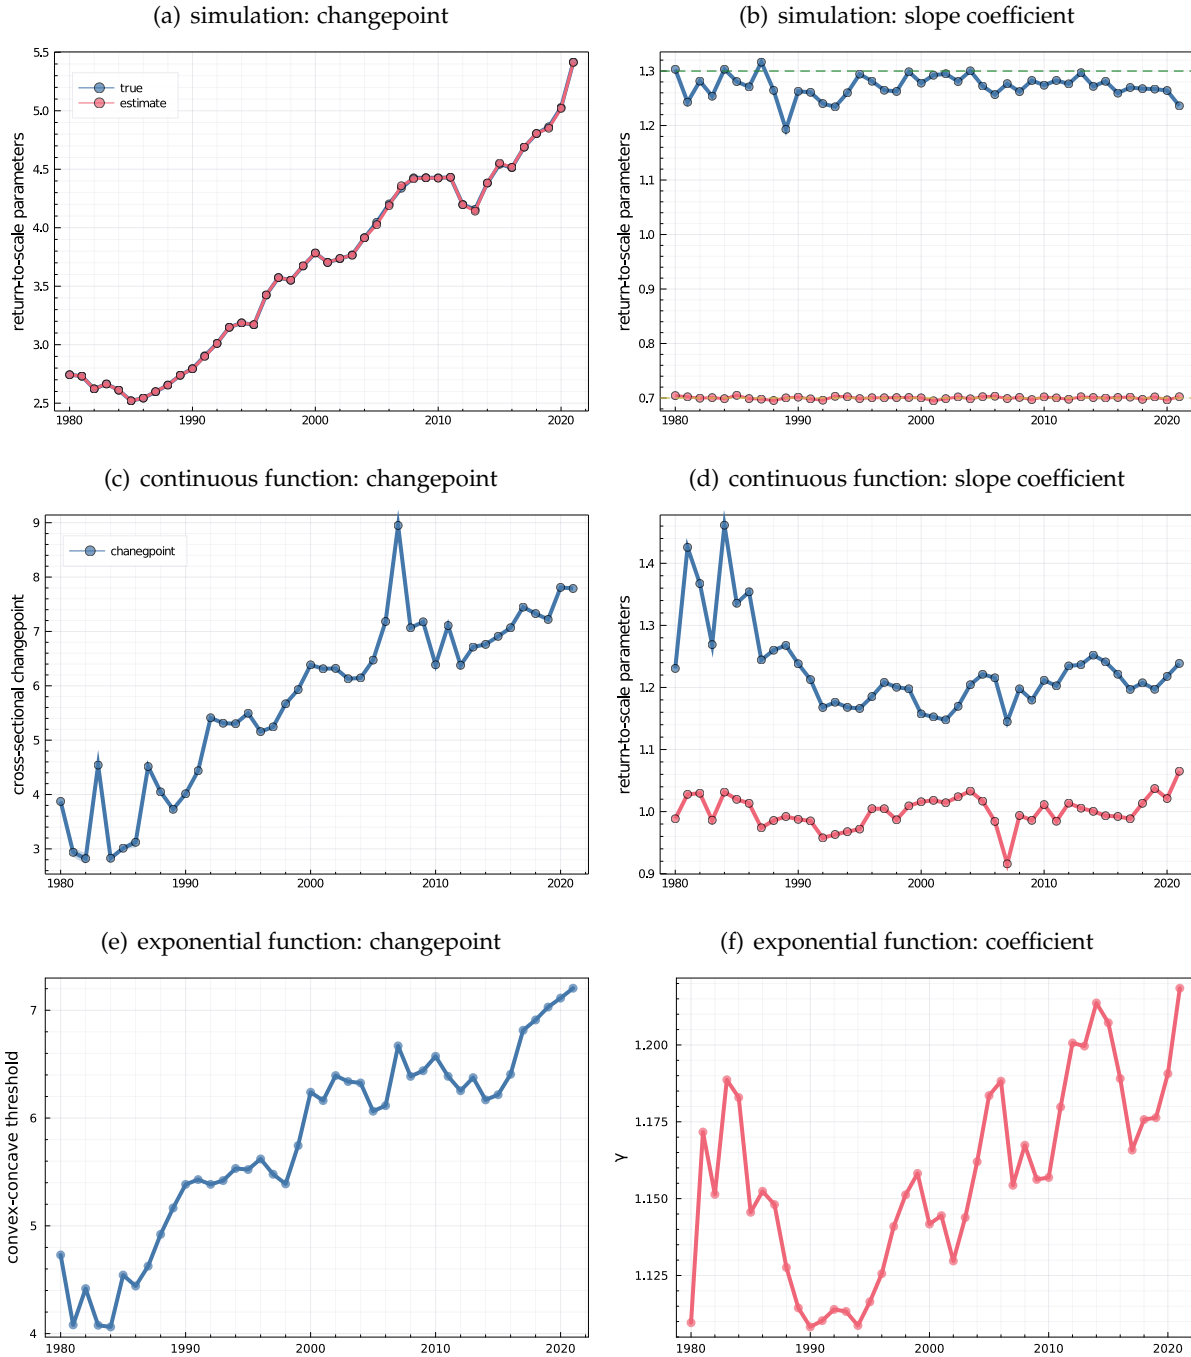 (a) simulation: changepoint
5.5
5.0
4.5
4.0
3.5
3.0
2.5
return-to-scale parameters
true
estimate
1980 1990 2000 2010 2020
(b) simulation: slope coefficient
1.3
1.2
1.1
1.0
0.9
0.8
0.7
return-to-scale parameters
1980 1990 2000 2010 2020
(c) continuous function: changepoint
9
8
7
6
5
4
3
cross-sectional changepoint
chanegpoint
1980 1990 2000 2010 2020
(d) continuous function: slope coefficient
1.4
1.3
1.2
1.1
1.0
0.9
return-to-scale parameters
1980 1990 2000 2010 2020
(e) exponential function: changepoint
7
6
5
4
convex-concave threshold
1980 1990 2000 2010 2020
(f) exponential function: coefficient
1.200
1.175
1.150
1.125
γ
1980 1990 2000 2010 2020